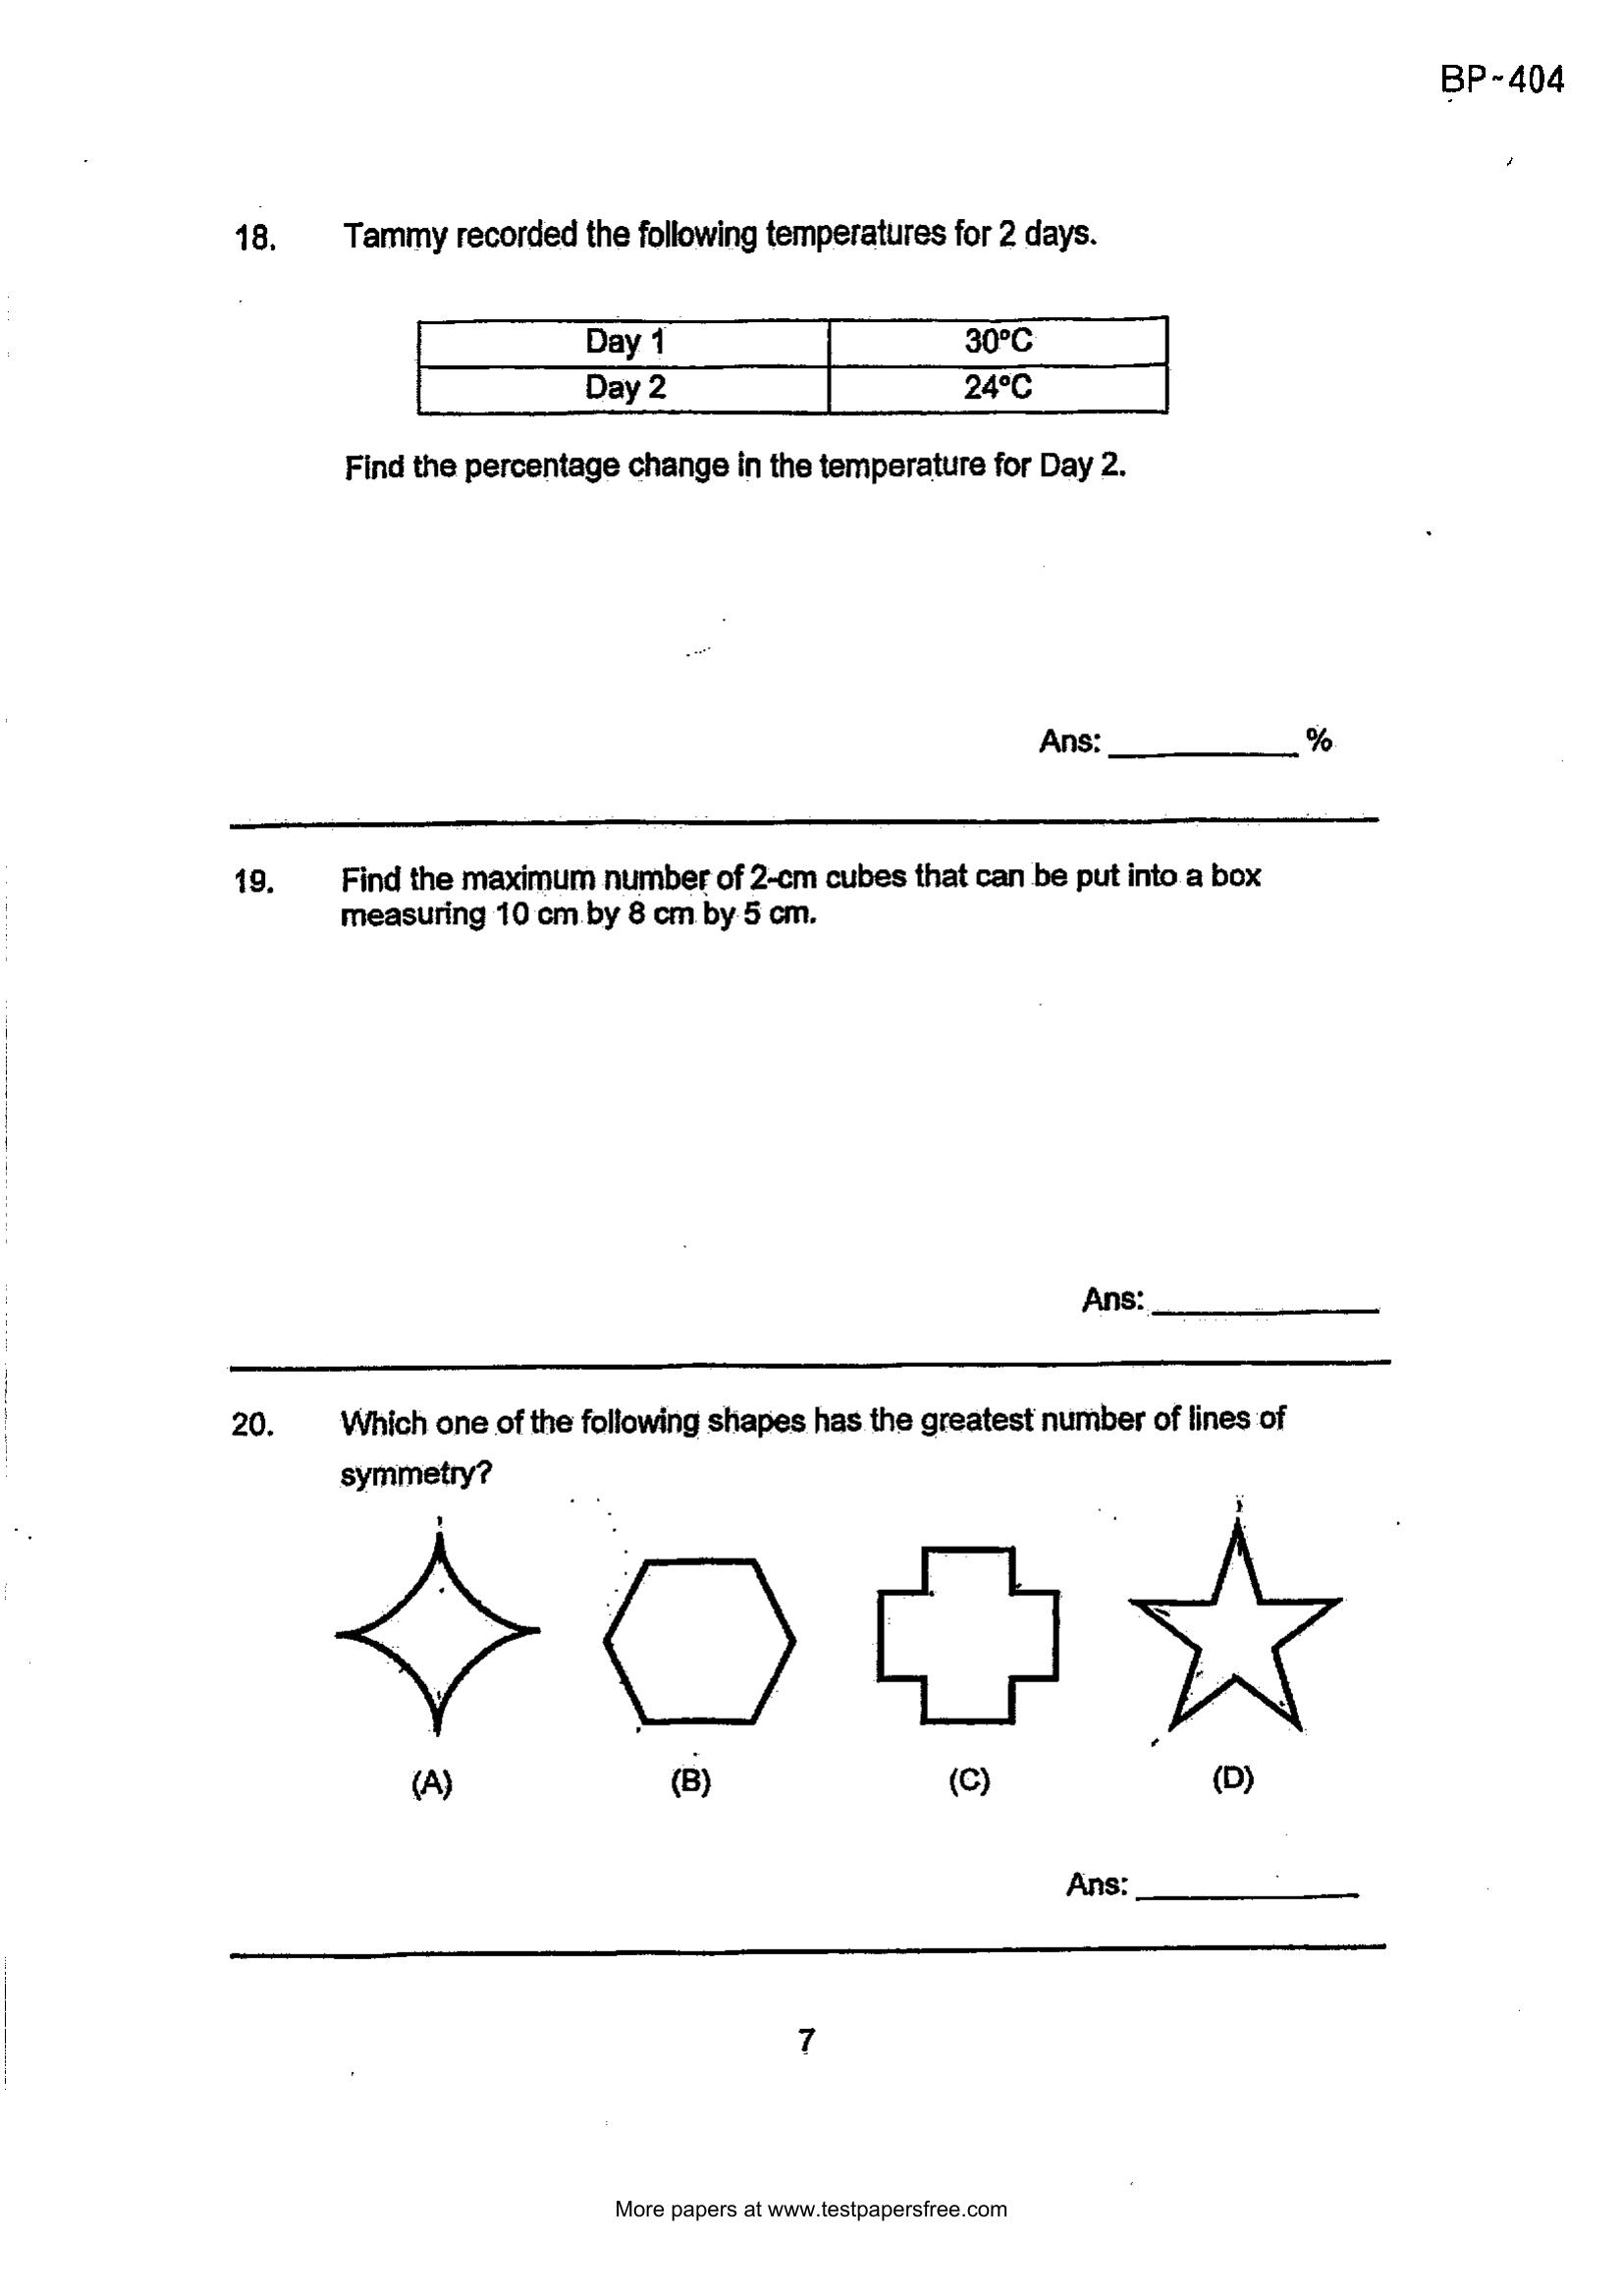 BP-404
18. Tammy recorded the following temperatures for 2 days.
Day 1 30°C
Day 2 24°C
Find the percentage change in the temperature for Day 2.
Ans: __________ %
19. Find the maximum number of 2-cm cubes that can be put into a box
measuring 10 cm by 8 cm by 5 cm.
Ans: __________
20. Which one of the following shapes has the greatest number of lines of
symmetry?
(A) (B) (C) (D)
Ans: __________
7
More papers at www.testpapersfree.com